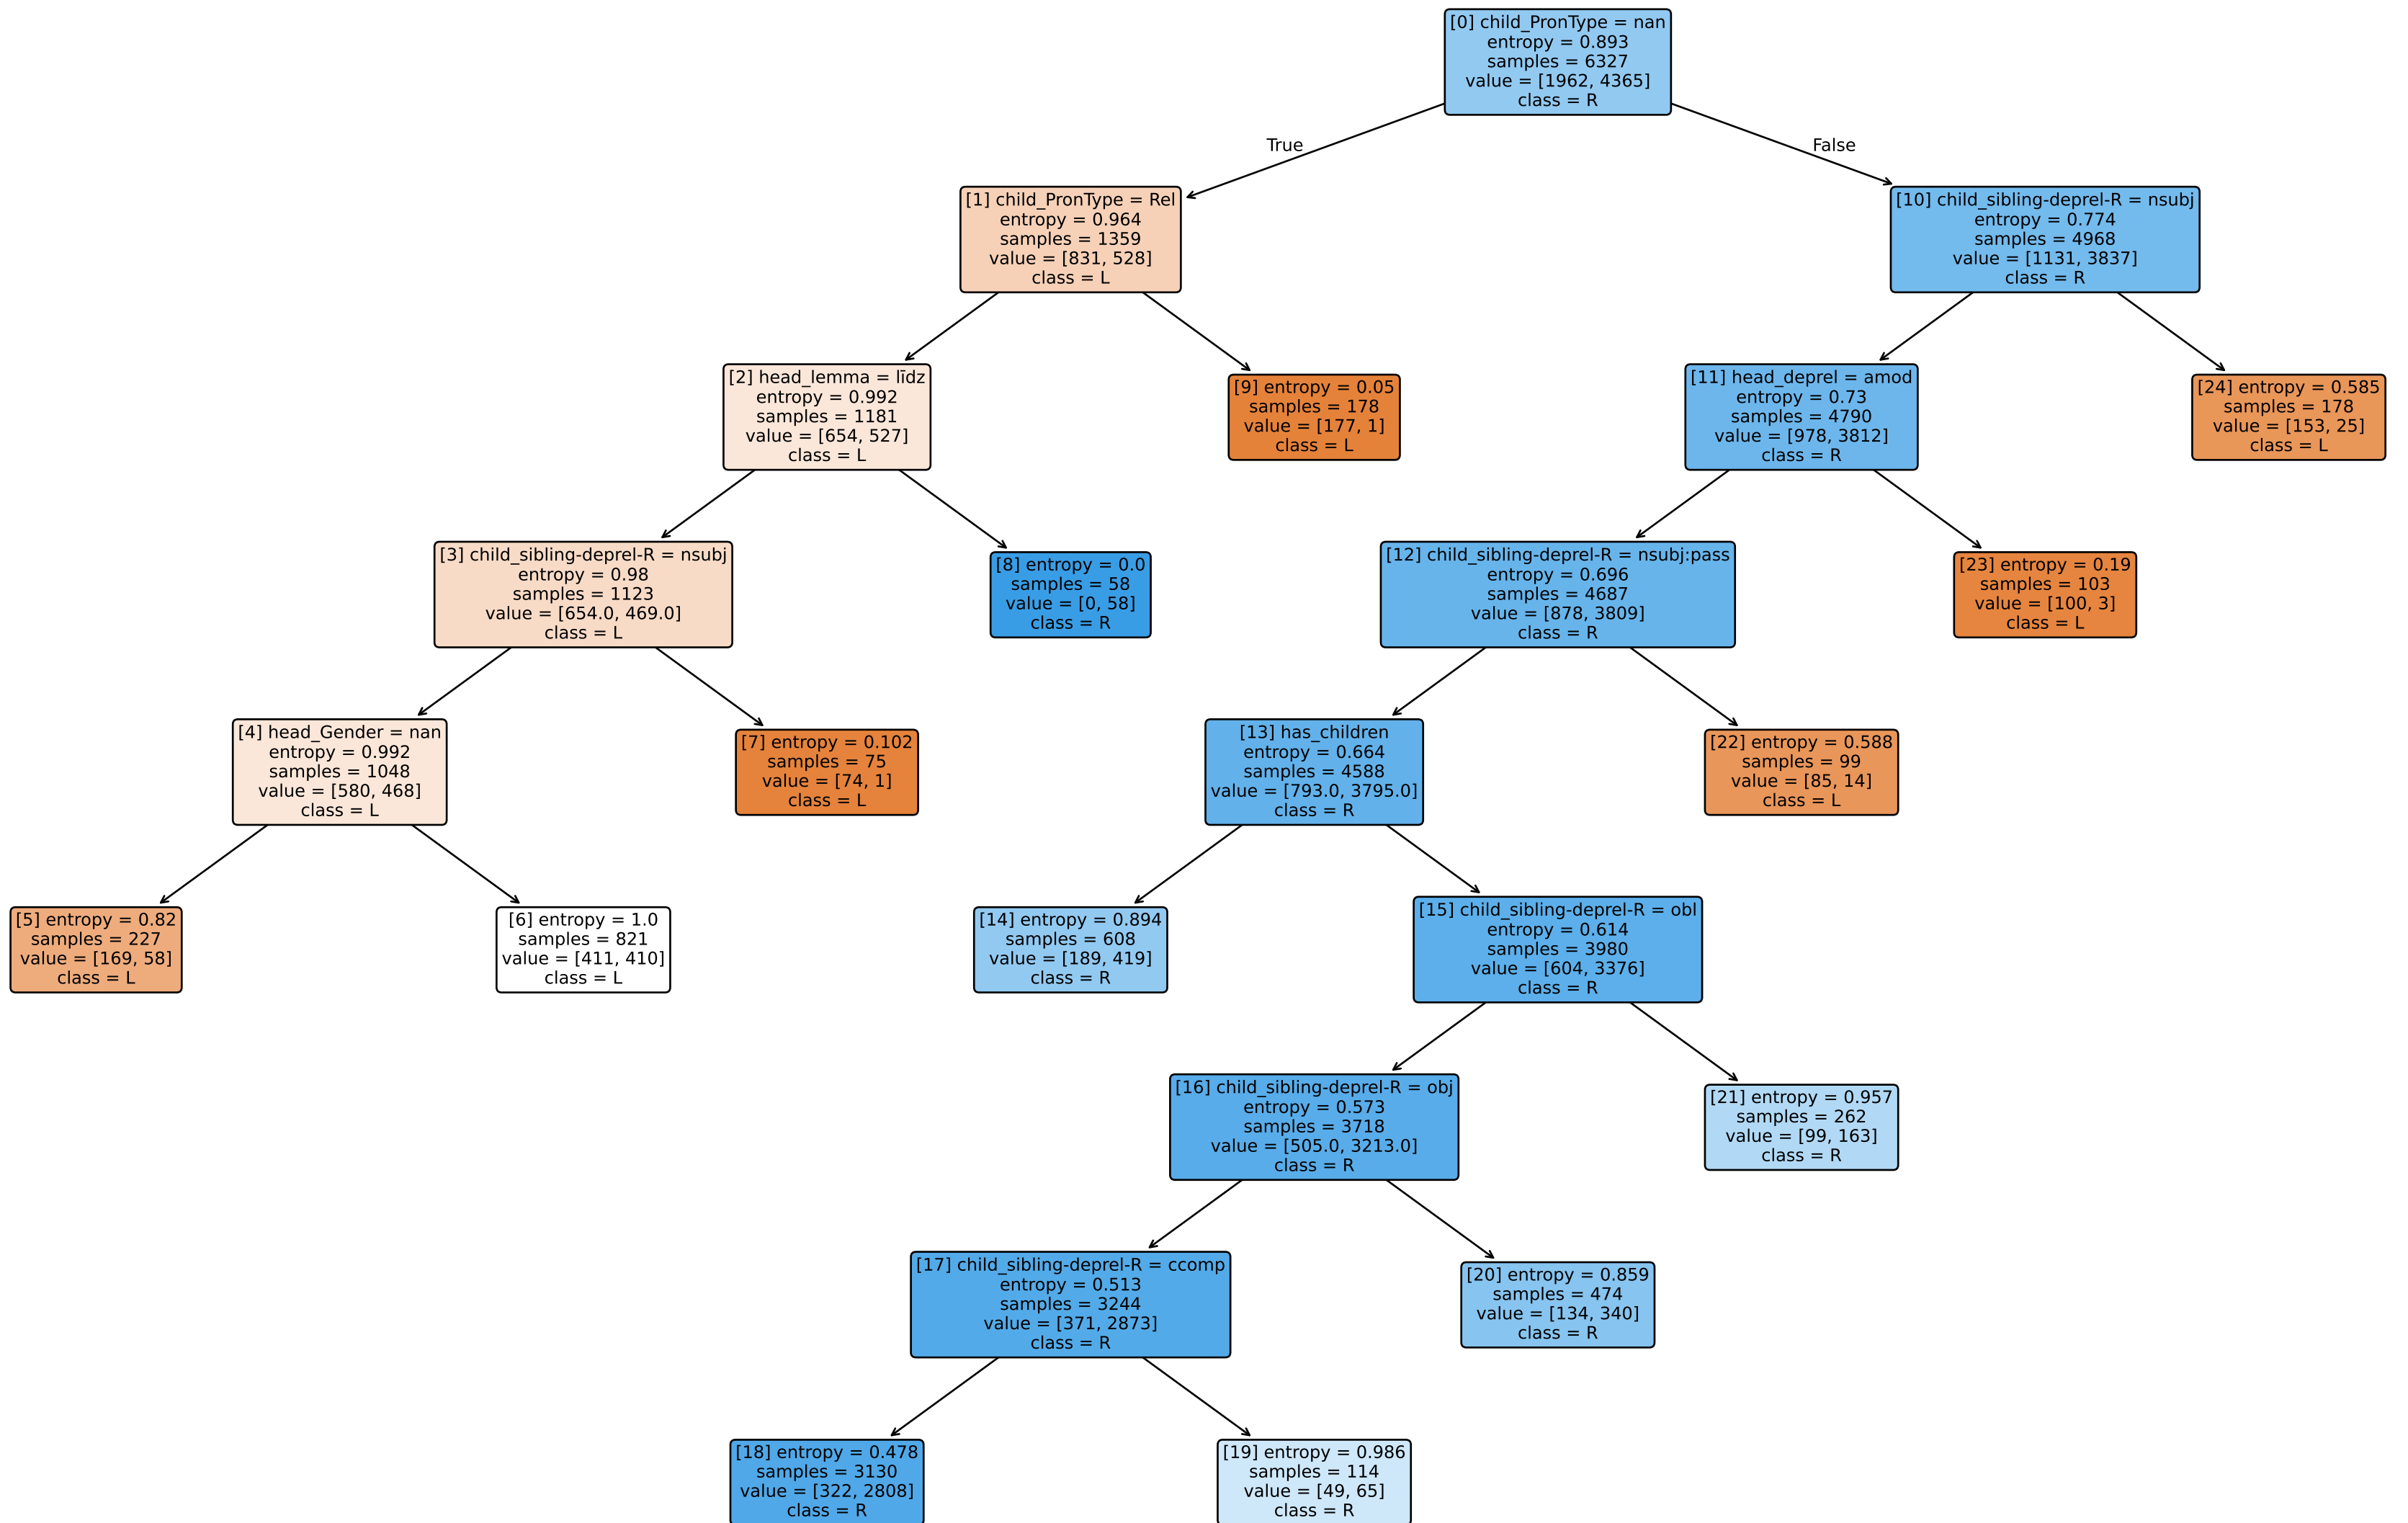 [0] child_PronType = nan
entropy = 0.893
samples = 6327
value = [1962, 4365]
class = R
True
False
[1] child_PronType = Rel
entropy = 0.964
samples = 1359
value = [831, 528]
class = L
[10] child_sibling-deprel-R = nsubj
entropy = 0.774
samples = 4968
value = [1131, 3837]
class = R
[2] head_lemma = līdz
entropy = 0.992
samples = 1181
value = [654, 527]
class = L
[9] entropy = 0.05
samples = 178
value = [177, 1]
class = L
[11] head_deprel = amod
entropy = 0.73
samples = 4790
value = [978, 3812]
class = R
[24] entropy = 0.585
samples = 178
value = [153, 25]
class = L
[3] child_sibling-deprel-R = nsubj
entropy = 0.98
samples = 1123
value = [654.0, 469.0]
class = L
[8] entropy = 0.0
samples = 58
value = [0, 58]
class = R
[12] child_sibling-deprel-R = nsubj:pass
entropy = 0.696
samples = 4687
value = [878, 3809]
class = R
[23] entropy = 0.19
samples = 103
value = [100, 3]
class = L
[4] head_Gender = nan
entropy = 0.992
samples = 1048
value = [580, 468]
class = L
[7] entropy = 0.102
samples = 75
value = [74, 1]
class = L
[13] has_children
entropy = 0.664
samples = 4588
value = [793.0, 3795.0]
class = R
[22] entropy = 0.588
samples = 99
value = [85, 14]
class = L
[5] entropy = 0.82
samples = 227
value = [169, 58]
class = L
[6] entropy = 1.0
samples = 821
value = [411, 410]
class = L
[14] entropy = 0.894
samples = 608
value = [189, 419]
class = R
[15] child_sibling-deprel-R = obl
entropy = 0.614
samples = 3980
value = [604, 3376]
class = R
[16] child_sibling-deprel-R = obj
entropy = 0.573
samples = 3718
value = [505.0, 3213.0]
class = R
[21] entropy = 0.957
samples = 262
value = [99, 163]
class = R
[17] child_sibling-deprel-R = ccomp
entropy = 0.513
samples = 3244
value = [371, 2873]
class = R
[20] entropy = 0.859
samples = 474
value = [134, 340]
class = R
[18] entropy = 0.478
samples = 3130
value = [322, 2808]
class = R
[19] entropy = 0.986
samples = 114
value = [49, 65]
class = R